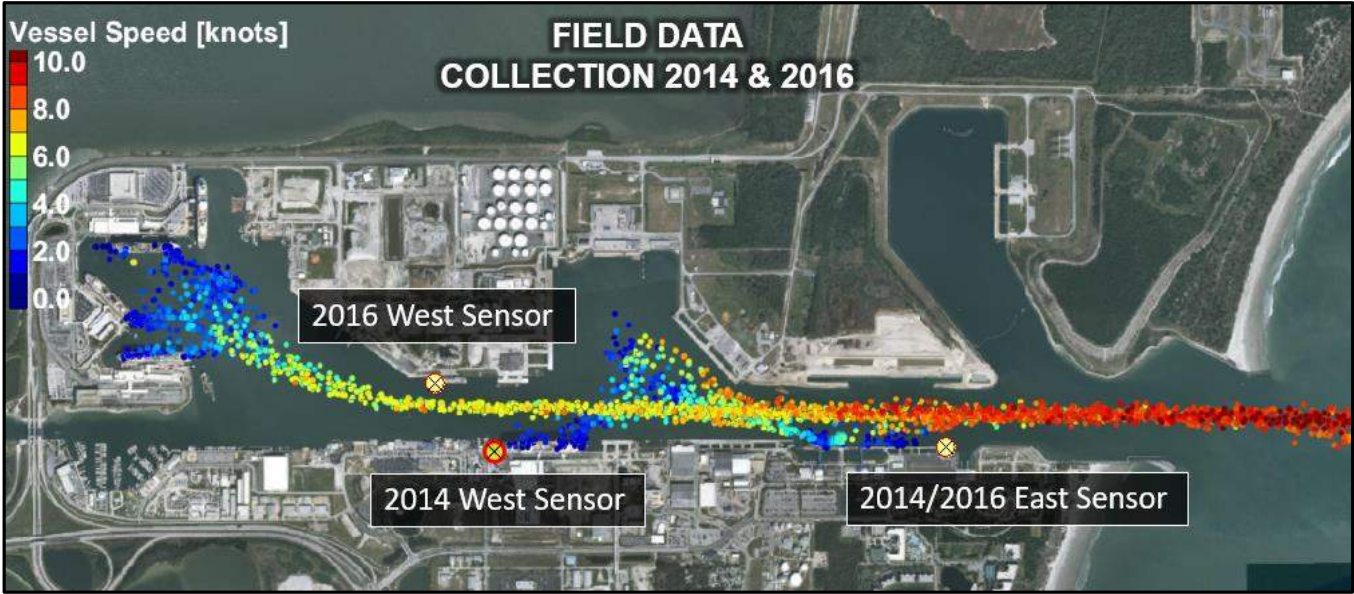 Vessel Speed [knots]
FIELD DATA
COLLECTION 2014 & 2016
10.0
8.0
6.0
4.0
2.0
0.0
2016 West Sensor
2014 West Sensor
2014/2016 East Sensor